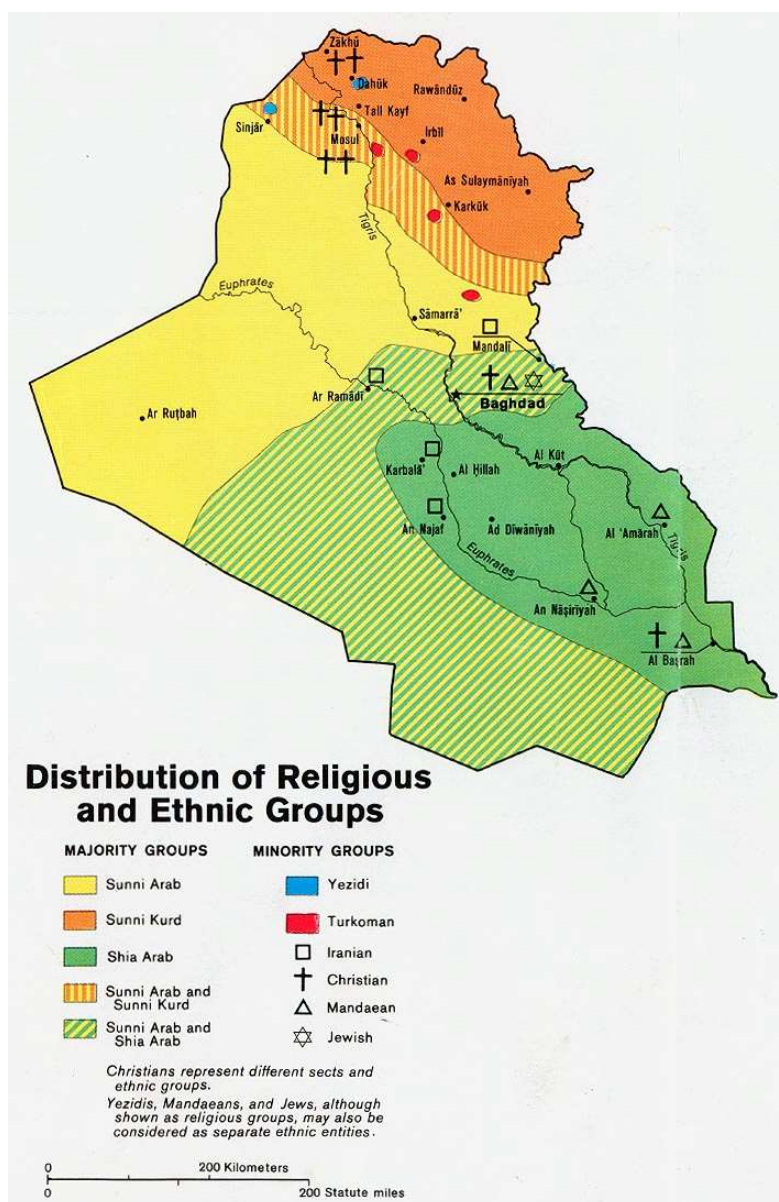 Zākhū
Dahūk
Rawāndūz
Tall Kayf
Sinjār
Mosul
Irbīl
As Sulaymānīyah
Karkūk
Tigris
Euphrates
Sāmarrā'
Mandalī
Ar Ramādī
Baghdad
Ar Ruṭbah
Karbalā'
Al Ḥillah
Al Kūt
An Najaf
Ad Dīwānīyah
Al 'Amārah
Tigris
Euphrates
An Nāṣirīyah
Al Baṣrah
Distribution of Religious
and Ethnic Groups
MAJORITY GROUPS
Sunni Arab
Sunni Kurd
Shia Arab
Sunni Arab and
Sunni Kurd
Sunni Arab and
Shia Arab
MINORITY GROUPS
Yezidi
Turkoman
Iranian
Christian
Mandaean
Jewish
Christians represent different sects and
ethnic groups.
Yezidis, Mandaeans, and Jews, although
shown as religious groups, may also be
considered as separate ethnic entities.
0 200 Kilometers
0 200 Statute miles